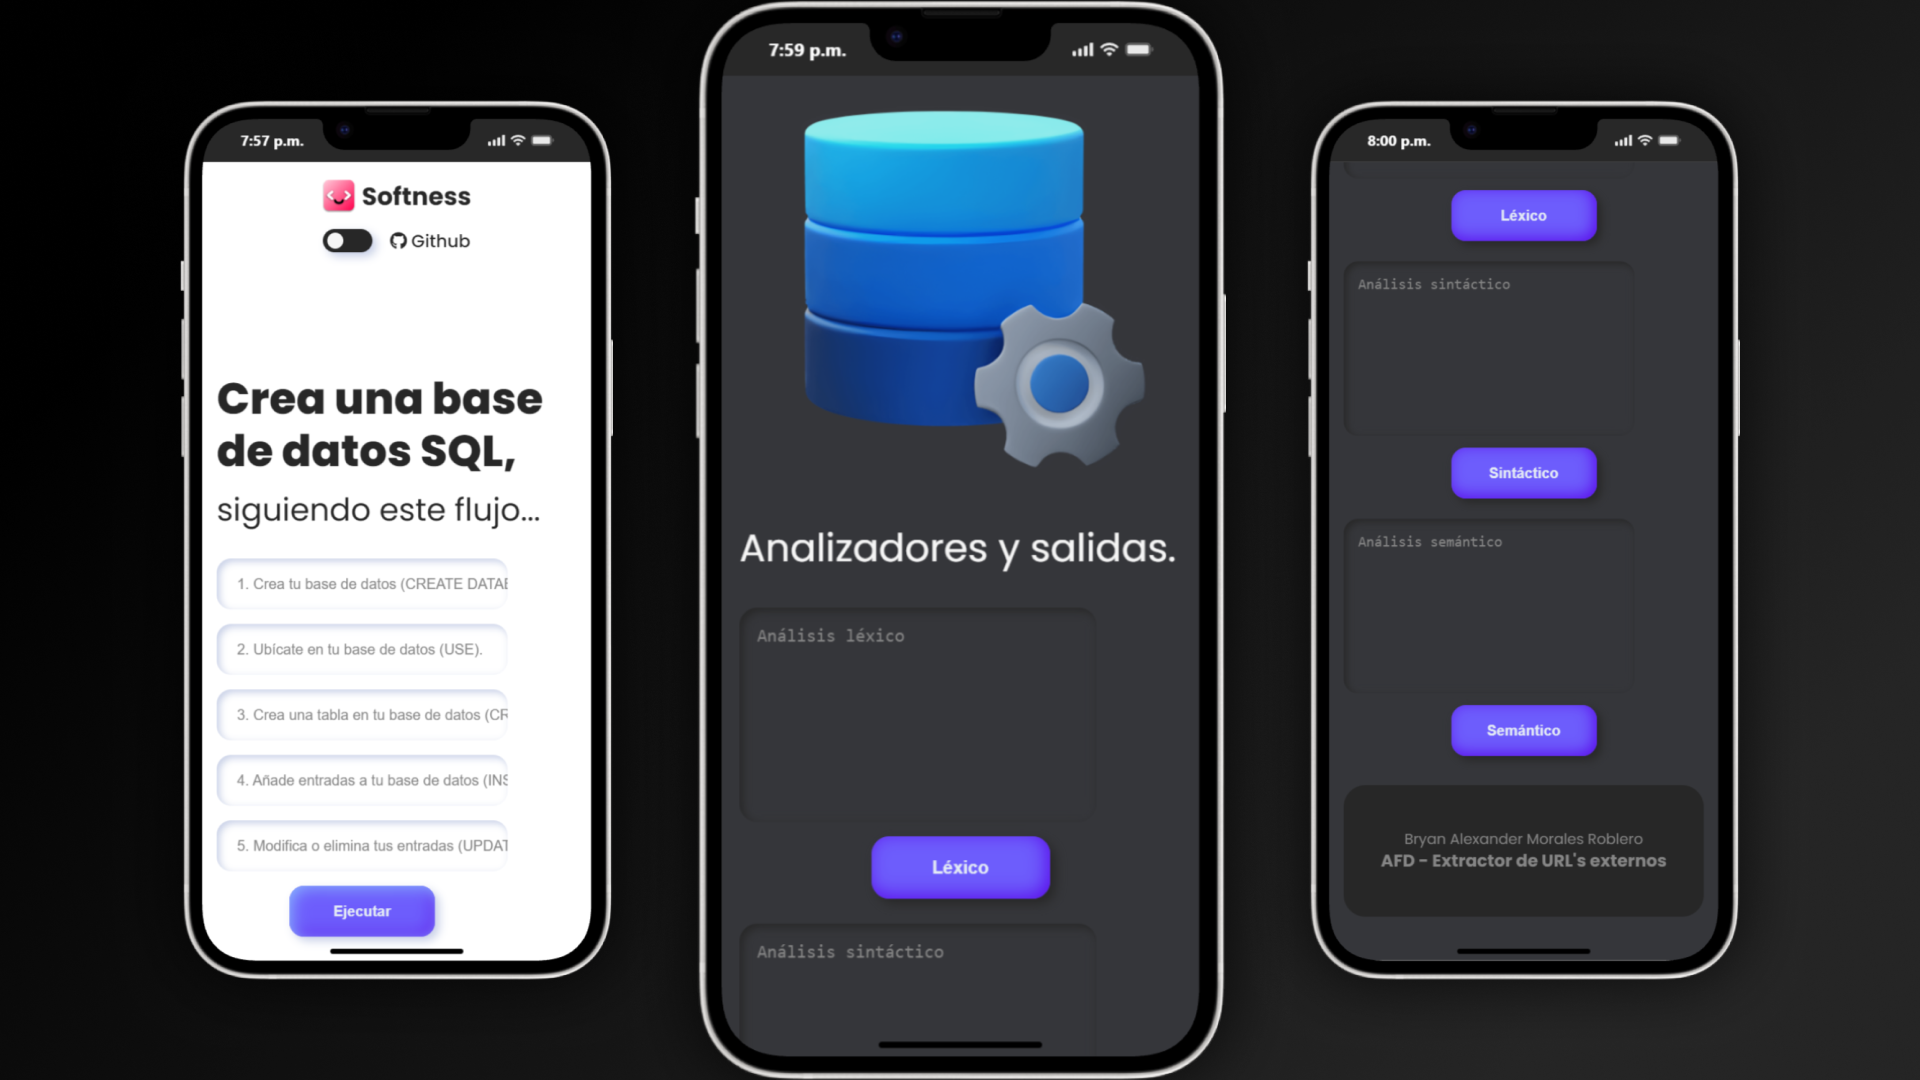 7:57 p.m.
Softness
Github
Crea una base
de datos SQL,
siguiendo este flujo...
1. Crea tu base de datos (CREATE DATAB
2. Ubícate en tu base de datos (USE).
3. Crea una tabla en tu base de datos (CR
4. Añade entradas a tu base de datos (INS
5. Modifica o elimina tus entradas (UPDAT
Ejecutar
7:59 p.m.
Analizadores y salidas.
Análisis léxico
Léxico
Análisis sintáctico
8:00 p.m.
Léxico
Análisis sintáctico
Sintáctico
Análisis semántico
Semántico
Bryan Alexander Morales Roblero
AFD - Extractor de URL's externos